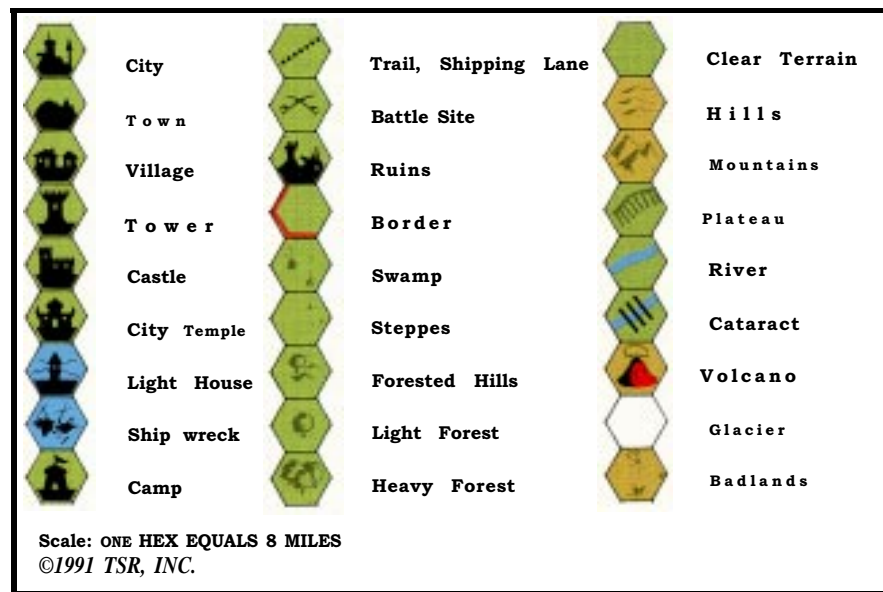 City
Town
Village
Tower
Castle
City Temple
Light House
Ship wreck
Camp
Trail, Shipping Lane
Battle Site
Ruins
Border
Swamp
Steppes
Forested Hills
Light Forest
Heavy Forest
Clear Terrain
Hills
Mountains
Plateau
River
Cataract
Volcano
Glacier
Badlands
Scale: ONE HEX EQUALS 8 MILES
©1991 TSR, INC.